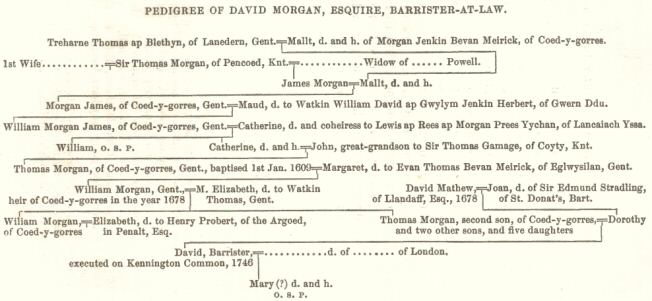 PEDIGREE OF DAVID MORGAN, ESQUIRE, BARRISTER-AT-LAW.
Treharne Thomas ap Blethyn, of Lanedern, Gent. Mallt, d. and h. of Morgan Jenkin Bevan Meirick, of Coed-y-gorres.
1st Wife............Sir Thomas Morgan, of Pencoed, Knt.............Widow of ...... Powell.
James Morgan Mallt, d. and h.
Morgan James, of Coed-y-gorres, Gent. Maud, d. to Watkin William David ap Gwylym Jenkin Herbert, of Gwern Ddu.
William Morgan James, of Coed-y-gorres, Gent. Catherine, d. and coheiress to Lewis ap Rees ap Morgan Prees Yychan, of Lancaiach Yssa.
William, O. S. P. Catherine, d. and h. John, great-grandson to Sir Thomas Gamage, of Coyty, Knt.
Thomas Morgan, of Coed-y-gorres, Gent., baptised 1st Jan. 1609 Margaret, d. to Evan Thomas Bevan Meirick, of Eglwysilan, Gent.
William Morgan, Gent., M. Elizabeth, d. to Watkin David Mathew, Joan, d. of Sir Edmund Stradling,
heir of Coed-y-gorres in the year 1678 Thomas, Gent. of Llandaff, Esq., 1678 of St. Donat's, Bart.
Wiliam Morgan, Elizabeth, d. to Henry Probert, of the Argoed, Thomas Morgan, second son, of Coed-y-gorres, Dorothy
of Coed-y-gorres in Penalt, Esq. and two other sons, and five daughters
David, Barrister, ............d. of ........ of London.
executed on Kennington Common, 1746
Mary (?) d. and h.
O. S. P.